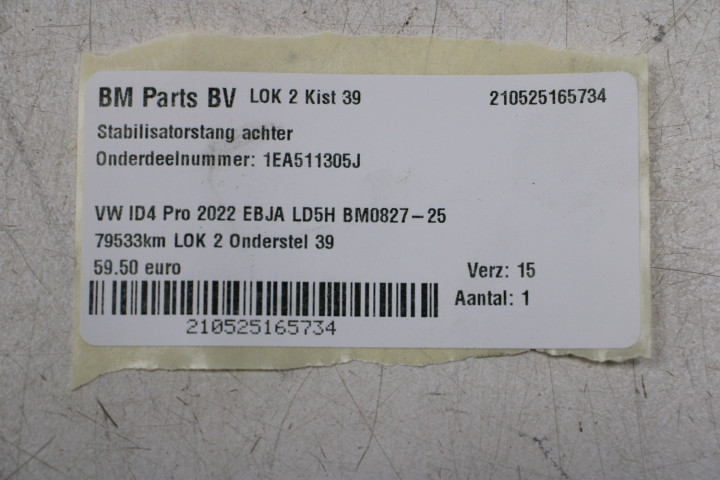 BM Parts BV LOK 2 Kist 39 210525165734
Stabilisatorstang achter
Onderdeelnummer: 1EA511305J
VW ID4 Pro 2022 EBJA LD5H BM0827-25
79533km LOK 2 Onderstel 39
59.50 euro Verz: 15
Aantal: 1
210525165734